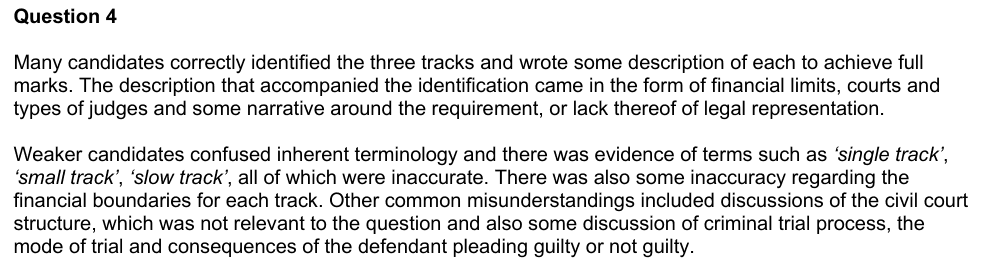 Question 4
Many candidates correctly identified the three tracks and wrote some description of each to achieve full
marks. The description that accompanied the identification came in the form of financial limits, courts and
types of judges and some narrative around the requirement, or lack thereof of legal representation.
Weaker candidates confused inherent terminology and there was evidence of terms such as ‘single track’,
‘small track’, ‘slow track’, all of which were inaccurate. There was also some inaccuracy regarding the
financial boundaries for each track. Other common misunderstandings included discussions of the civil court
structure, which was not relevant to the question and also some discussion of criminal trial process, the
mode of trial and consequences of the defendant pleading guilty or not guilty.